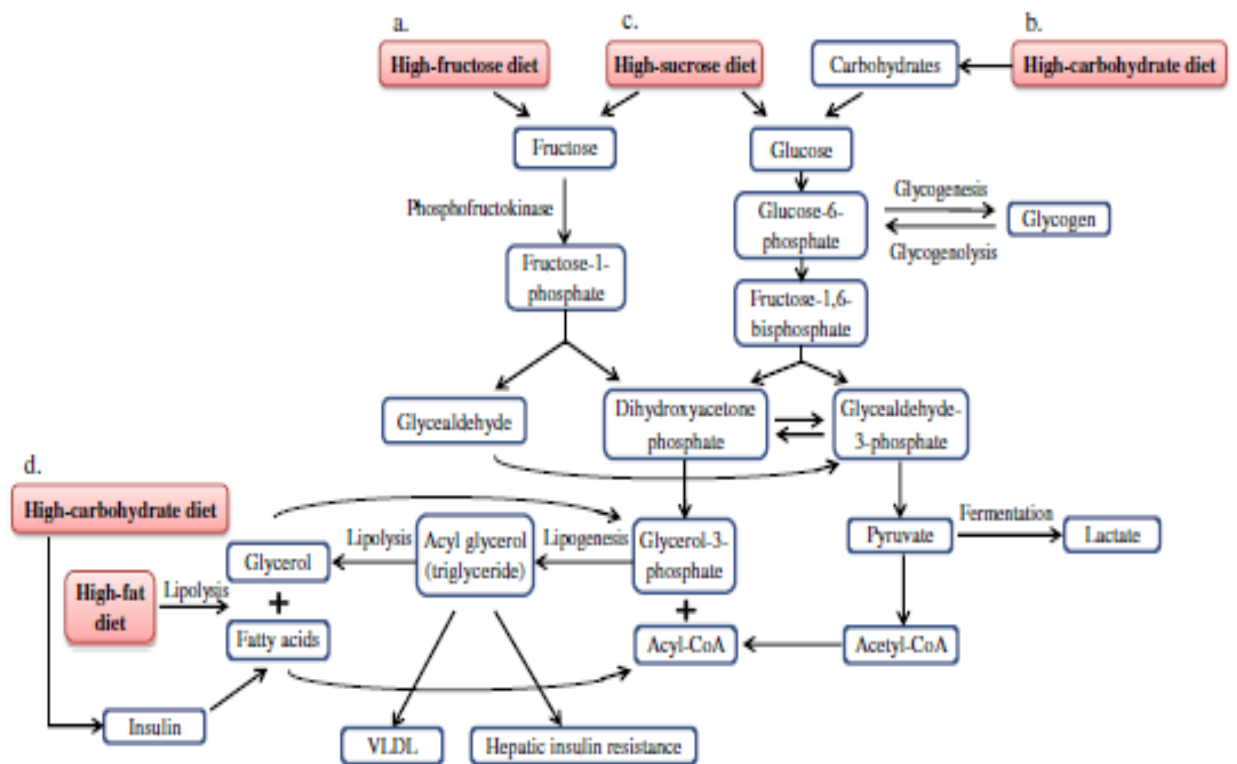 a.
c.
b.
High-fructose diet
High-sucrose diet
Carbohydrates
High-carbohydrate diet
Fructose
Glucose
Phosphofructokinase
Glucose-6-
phosphate
Glycogenesis
Glycogenolysis
Glycogen
Fructose-1-
phosphate
Fructose-1,6-
bisphosphate
Glycealdehyde
Dihydroxyacetone
phosphate
Glycealdehyde-
3-phosphate
d.
High-carbohydrate diet
High-fat
diet
Lipolysis
Glycerol
+
Fatty acids
Lipolysis
Acyl glycerol
(triglyceride)
Lipogenesis
Glycerol-3-
phosphate
+
Acyl-CoA
Pyruvate
Fermentation
Lactate
Acetyl-CoA
Insulin
VLDL
Hepatic insulin resistance